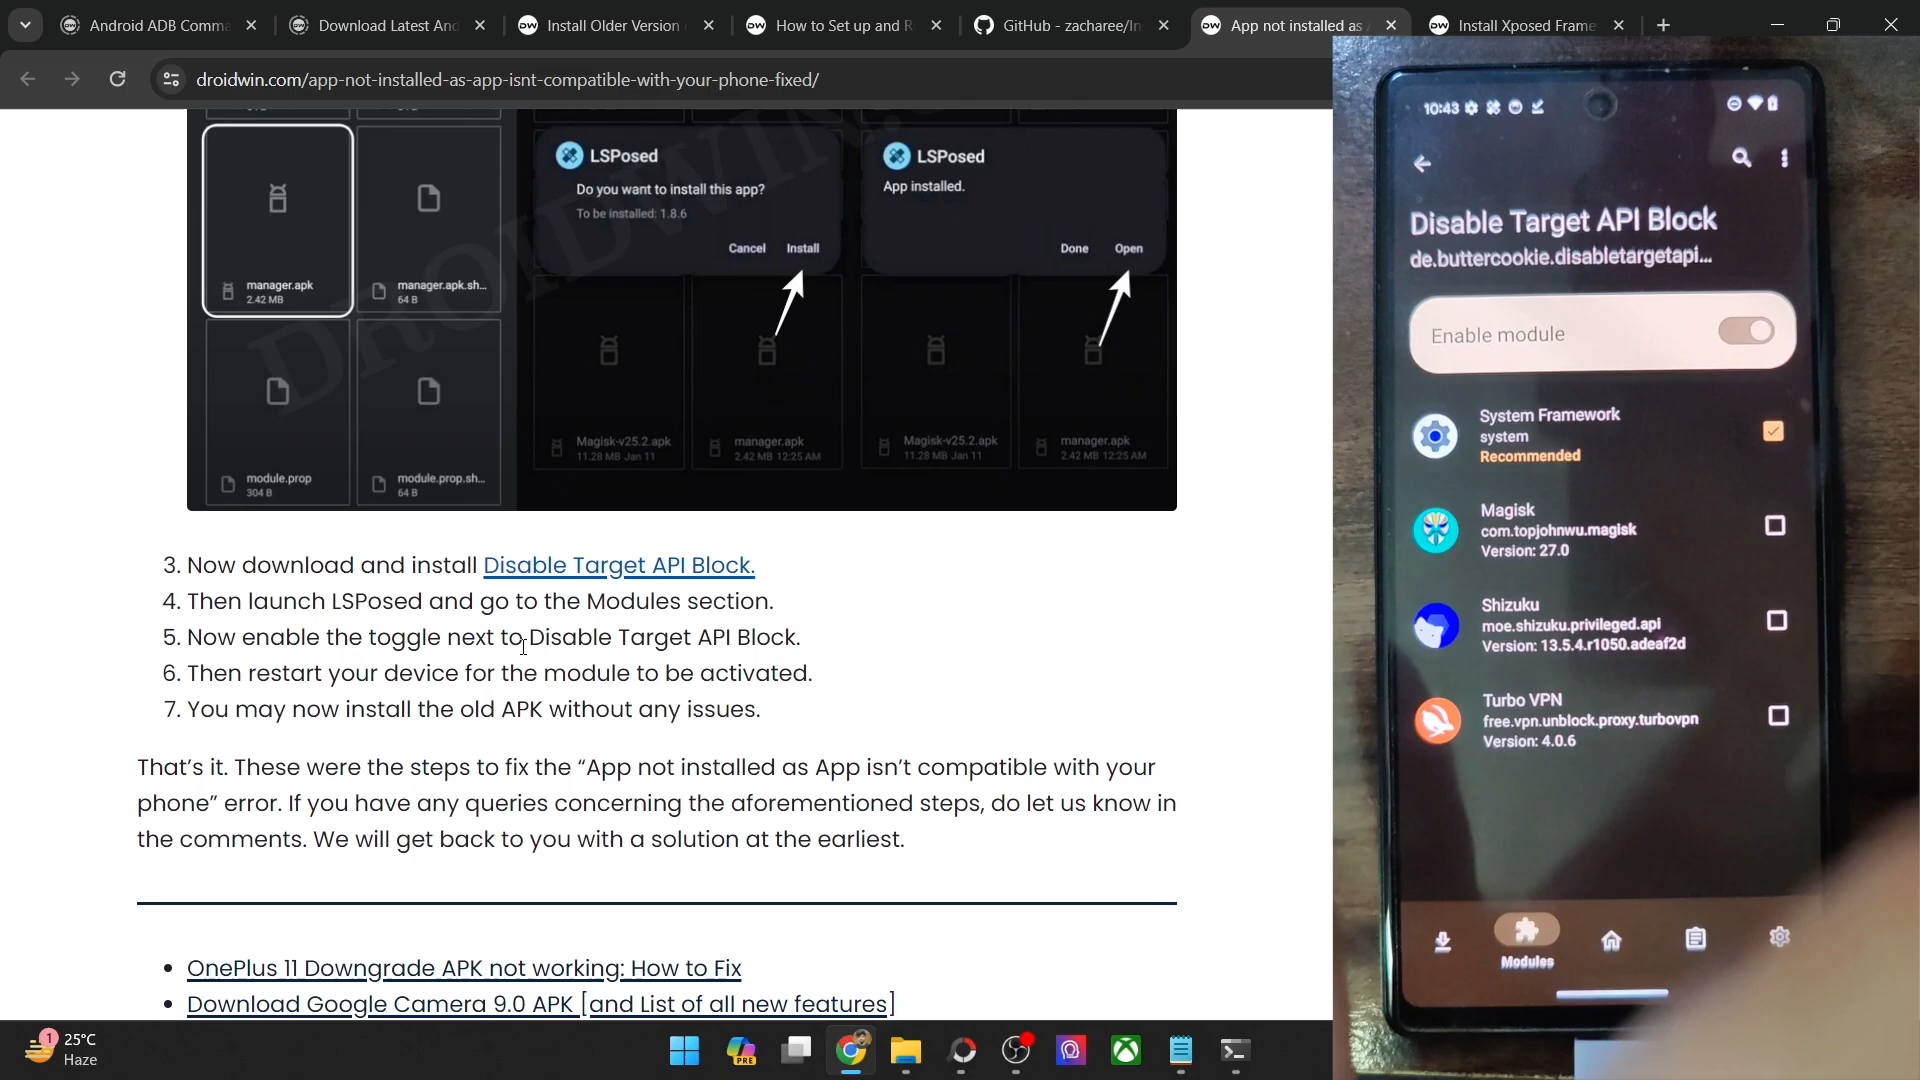 Android ADB Comma
Download Latest And
Install Older Version
How to Set up and R
GitHub - zacharee/In
App not installed as
Install Xposed Frame
droidwin.com/app-not-installed-as-app-isnt-compatible-with-your-phone-fixed/
LSPosed
Do you want to install this app?
To be installed: 1.8.6
Cancel Install
LSPosed
App installed.
Done Open
manager.apk
2.42 MB
manager.apk.sh...
64 B
module.prop
304 B
module.prop.sh...
64 B
Magisk-v25.2.apk
11.28 MB Jan 11
manager.apk
2.42 MB 12:25 AM
Magisk-v25.2.apk
11.28 MB Jan 11
manager.apk
2.42 MB 12:25 AM
DROIDWIN.
3. Now download and install Disable Target API Block.
4. Then launch LSPosed and go to the Modules section.
5. Now enable the toggle next to Disable Target API Block.
6. Then restart your device for the module to be activated.
7. You may now install the old APK without any issues.
That's it. These were the steps to fix the “App not installed as App isn't compatible with your
phone” error. If you have any queries concerning the aforementioned steps, do let us know in
the comments. We will get back to you with a solution at the earliest.
OnePlus 11 Downgrade APK not working: How to Fix
Download Google Camera 9.0 APK [and List of all new features]
1
25°C
Haze
PRE
10:43
Disable Target API Block
de.buttercookie.disabletargetapi...
Enable module
System Framework
system
Recommended
Magisk
com.topjohnwu.magisk
Version: 27.0
Shizuku
moe.shizuku.privileged.api
Version: 13.5.4.r1050.adeaf2d
Turbo VPN
free.vpn.unblock.proxy.turbovpn
Version: 4.0.6
Modules